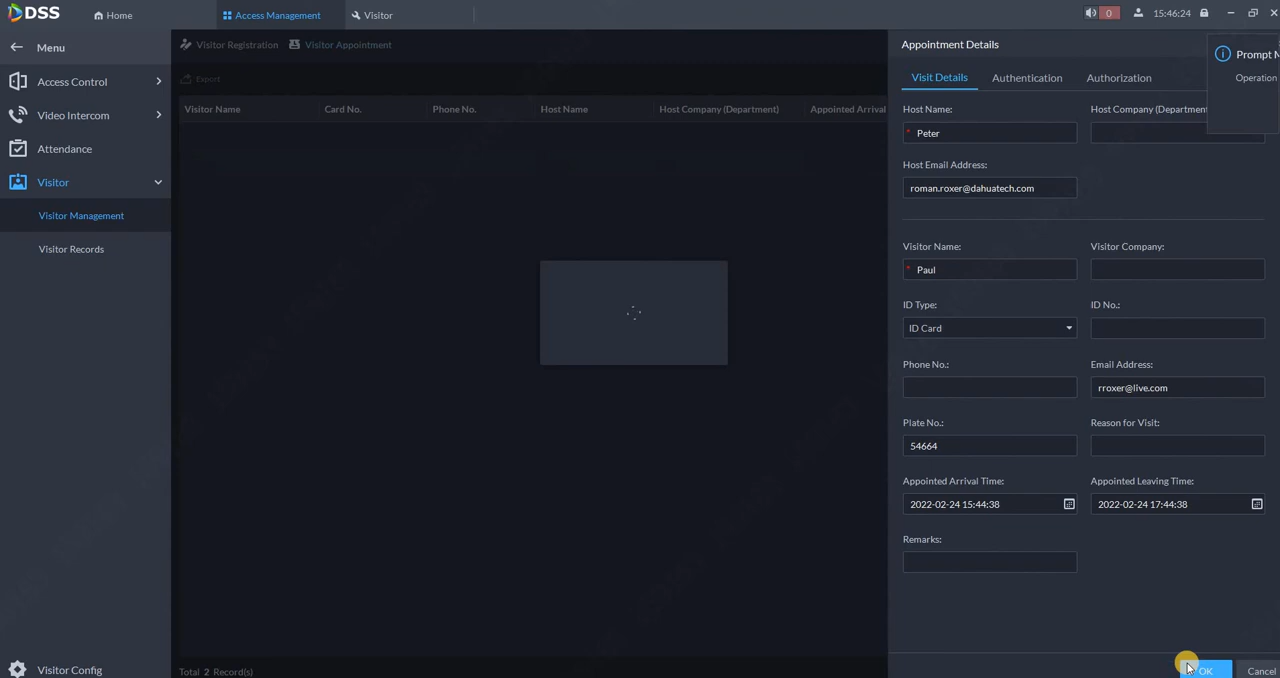 DSS
Home
Access Management
Visitor
0
15:46:24
Menu
Access Control
Video Intercom
Attendance
Visitor
Visitor Management
Visitor Records
Visitor Config
Visitor Registration
Visitor Appointment
Export
Visitor Name Card No. Phone No. Host Name Host Company (Department) Appointed Arrival
Total 2 Record(s)
Appointment Details
Prompt M
Operation
Visit Details Authentication Authorization
Host Name: Host Company (Department
* Peter
Host Email Address:
roman.roxer@dahuatech.com
Visitor Name: Visitor Company:
* Paul
ID Type: ID No.:
ID Card
Phone No.: Email Address:
rroxer@live.com
Plate No.: Reason for Visit:
54664
Appointed Arrival Time: Appointed Leaving Time:
2022-02-24 15:44:38 2022-02-24 17:44:38
Remarks:
OK Cancel